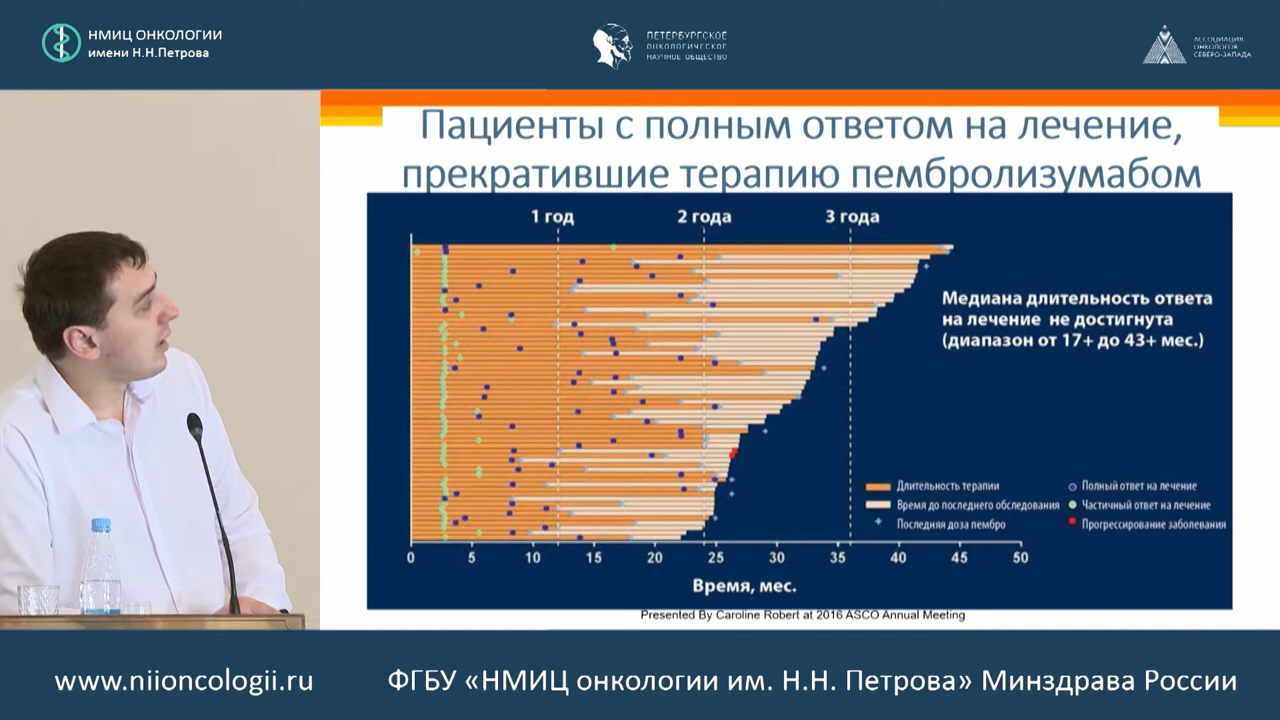 НМИЦ ОНКОЛОГИИ
имени Н.Н.Петрова
ПЕТЕРБУРГСКОЕ
ОНКОЛОГИЧЕСКОЕ
НАУЧНОЕ ОБЩЕСТВО
АССОЦИАЦИЯ
ОНКОЛОГОВ
СЕВЕРО-ЗАПАДА
Пациенты с полным ответом на лечение,
прекратившие терапию пембролизумабом
1 год 2 года 3 года
Медиана длительность ответа
на лечение не достигнута
(диапазон от 17+ до 43+ мес.)
Длительность терапии
Время до последнего обследования
Последняя доза пембро
Полный ответ на лечение
Частичный ответ на лечение
Прогрессирование заболевания
0 5 10 15 20 25 30 35 40 45 50
Время, мес.
Presented By Caroline Robert at 2016 ASCO Annual Meeting
www.niioncologii.ru
ФГБУ «НМИЦ онкологии им. Н.Н. Петрова» Минздрава России